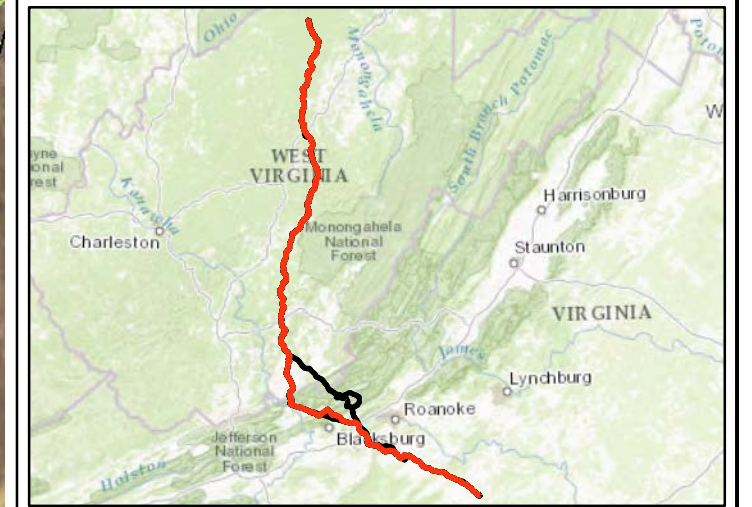 Ohio
Monongahela
South Branch Potomac
W
WEST
VIRGINIA
Kanawha
Harrisonburg
Monongahela
National
Forest
Charleston
Staunton
VIRGINIA
James
Lynchburg
Roanoke
Blacksburg
Jefferson
National
Forest
Holston